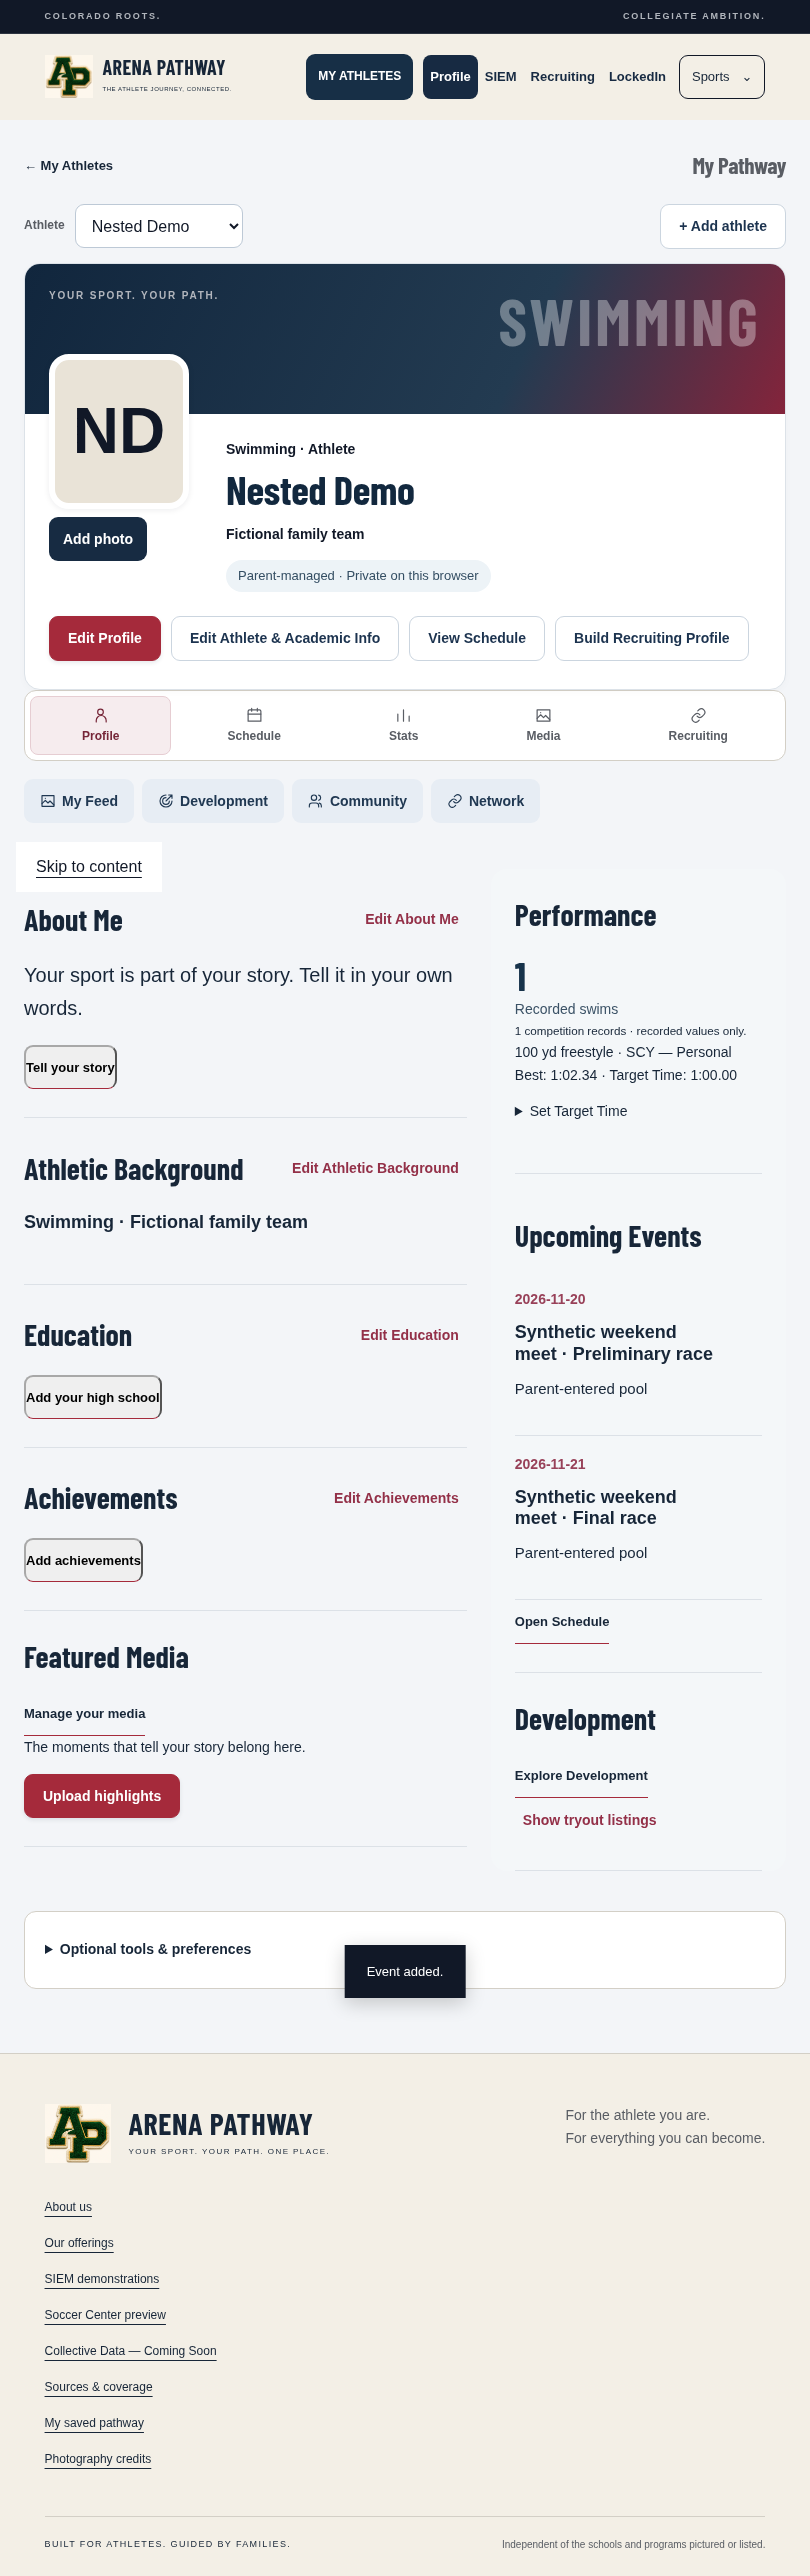 COLORADO ROOTS.
COLLEGIATE AMBITION.
AP
ARENA PATHWAY
THE ATHLETE JOURNEY, CONNECTED.
MY ATHLETES
Profile
SIEM
Recruiting
LockedIn
Sports
← My Athletes
My Pathway
Athlete
Nested Demo
+ Add athlete
YOUR SPORT. YOUR PATH.
SWIMMING
ND
Swimming · Athlete
Nested Demo
Fictional family team
Add photo
Parent-managed · Private on this browser
Edit Profile
Edit Athlete & Academic Info
View Schedule
Build Recruiting Profile
Profile
Schedule
Stats
Media
Recruiting
My Feed
Development
Community
Network
Skip to content
About Me
Edit About Me
Your sport is part of your story. Tell it in your own
words.
Tell your story
Athletic Background
Edit Athletic Background
Swimming · Fictional family team
Education
Edit Education
Add your high school
Achievements
Edit Achievements
Add achievements
Featured Media
Manage your media
The moments that tell your story belong here.
Upload highlights
Performance
1
Recorded swims
1 competition records · recorded values only.
100 yd freestyle · SCY — Personal
Best: 1:02.34 · Target Time: 1:00.00
Set Target Time
Upcoming Events
2026-11-20
Synthetic weekend
meet · Preliminary race
Parent-entered pool
2026-11-21
Synthetic weekend
meet · Final race
Parent-entered pool
Open Schedule
Development
Explore Development
Show tryout listings
Optional tools & preferences
Event added.
AP
ARENA PATHWAY
YOUR SPORT. YOUR PATH. ONE PLACE.
For the athlete you are.
For everything you can become.
About us
Our offerings
SIEM demonstrations
Soccer Center preview
Collective Data — Coming Soon
Sources & coverage
My saved pathway
Photography credits
BUILT FOR ATHLETES. GUIDED BY FAMILIES.
Independent of the schools and programs pictured or listed.